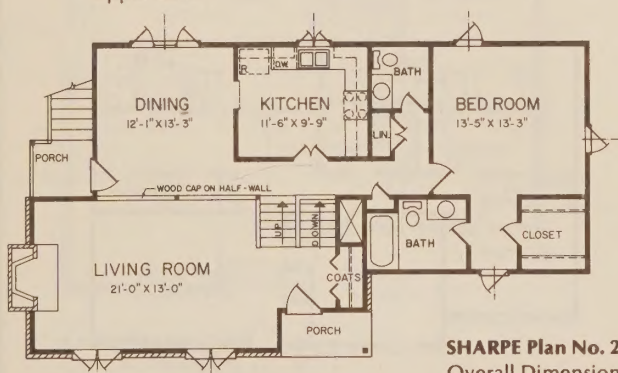 R.
D.W.
DINING
12'-1" X 13'-3"
KITCHEN
11'-6" X 9'-9"
BATH
BED ROOM
13'-5" X 13'-3"
LIN.
PORCH
WOOD CAP ON HALF-WALL
UP
DOWN
BATH
CLOSET
LIVING ROOM
21'-0" X 13'-0"
COATS
PORCH
SHARPE Plan No. 2
Overall Dimension